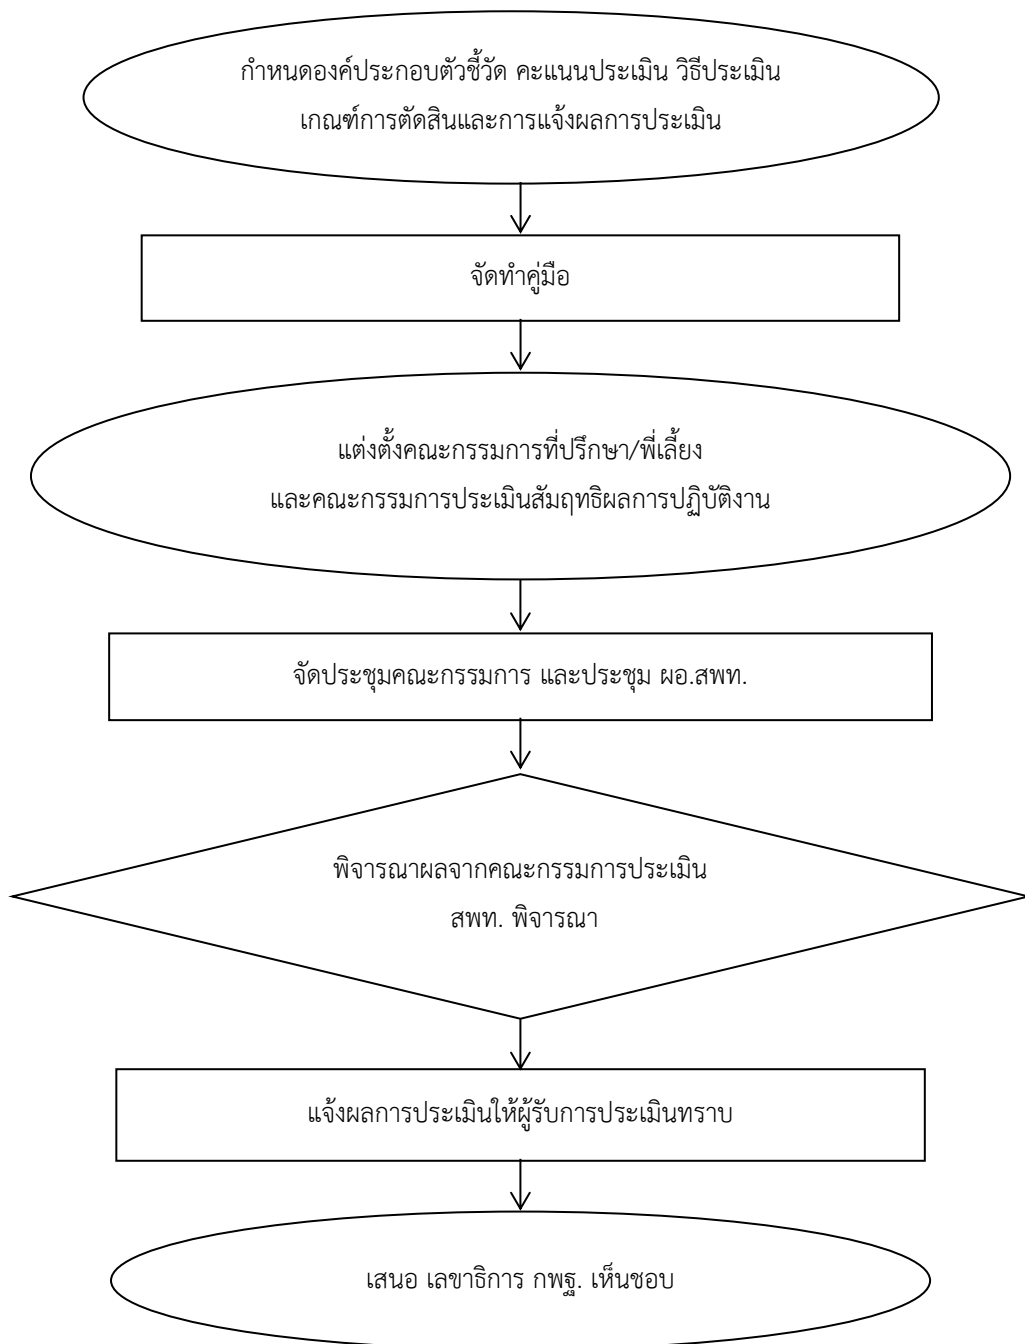 กำหนดองค์ประกอบตัวชี้วัด คะแนนประเมิน วิธีประเมิน
เกณฑ์การตัดสินและการแจ้งผลการประเมิน
จัดทำคู่มือ
แต่งตั้งคณะกรรมการที่ปรึกษา/พี่เลี้ยง
และคณะกรรมการประเมินสัมฤทธิผลการปฏิบัติงาน
จัดประชุมคณะกรรมการ และประชุม ผอ.สพท.
พิจารณาผลจากคณะกรรมการประเมิน
สพท. พิจารณา
แจ้งผลการประเมินให้ผู้รับการประเมินทราบ
เสนอ เลขาธิการ กพฐ. เห็นชอบ